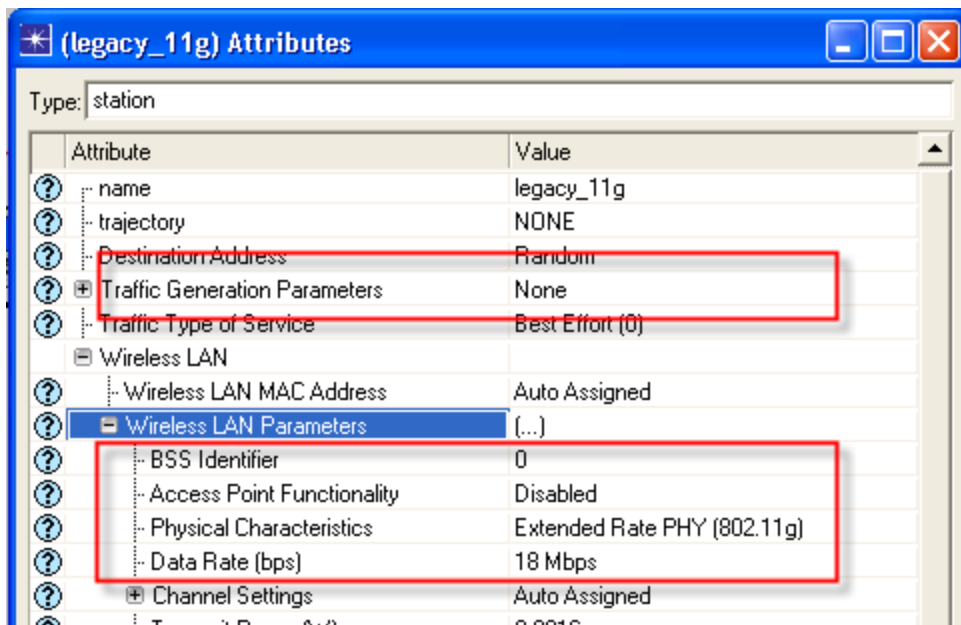 (legacy_11g) Attributes
Type: station
Attribute Value
name legacy_11g
trajectory NONE
Destination Address Random
Traffic Generation Parameters None
Traffic Type of Service Best Effort (0)
Wireless LAN
Wireless LAN MAC Address Auto Assigned
Wireless LAN Parameters (...)
BSS Identifier 0
Access Point Functionality Disabled
Physical Characteristics Extended Rate PHY (802.11g)
Data Rate (bps) 18 Mbps
Channel Settings Auto Assigned